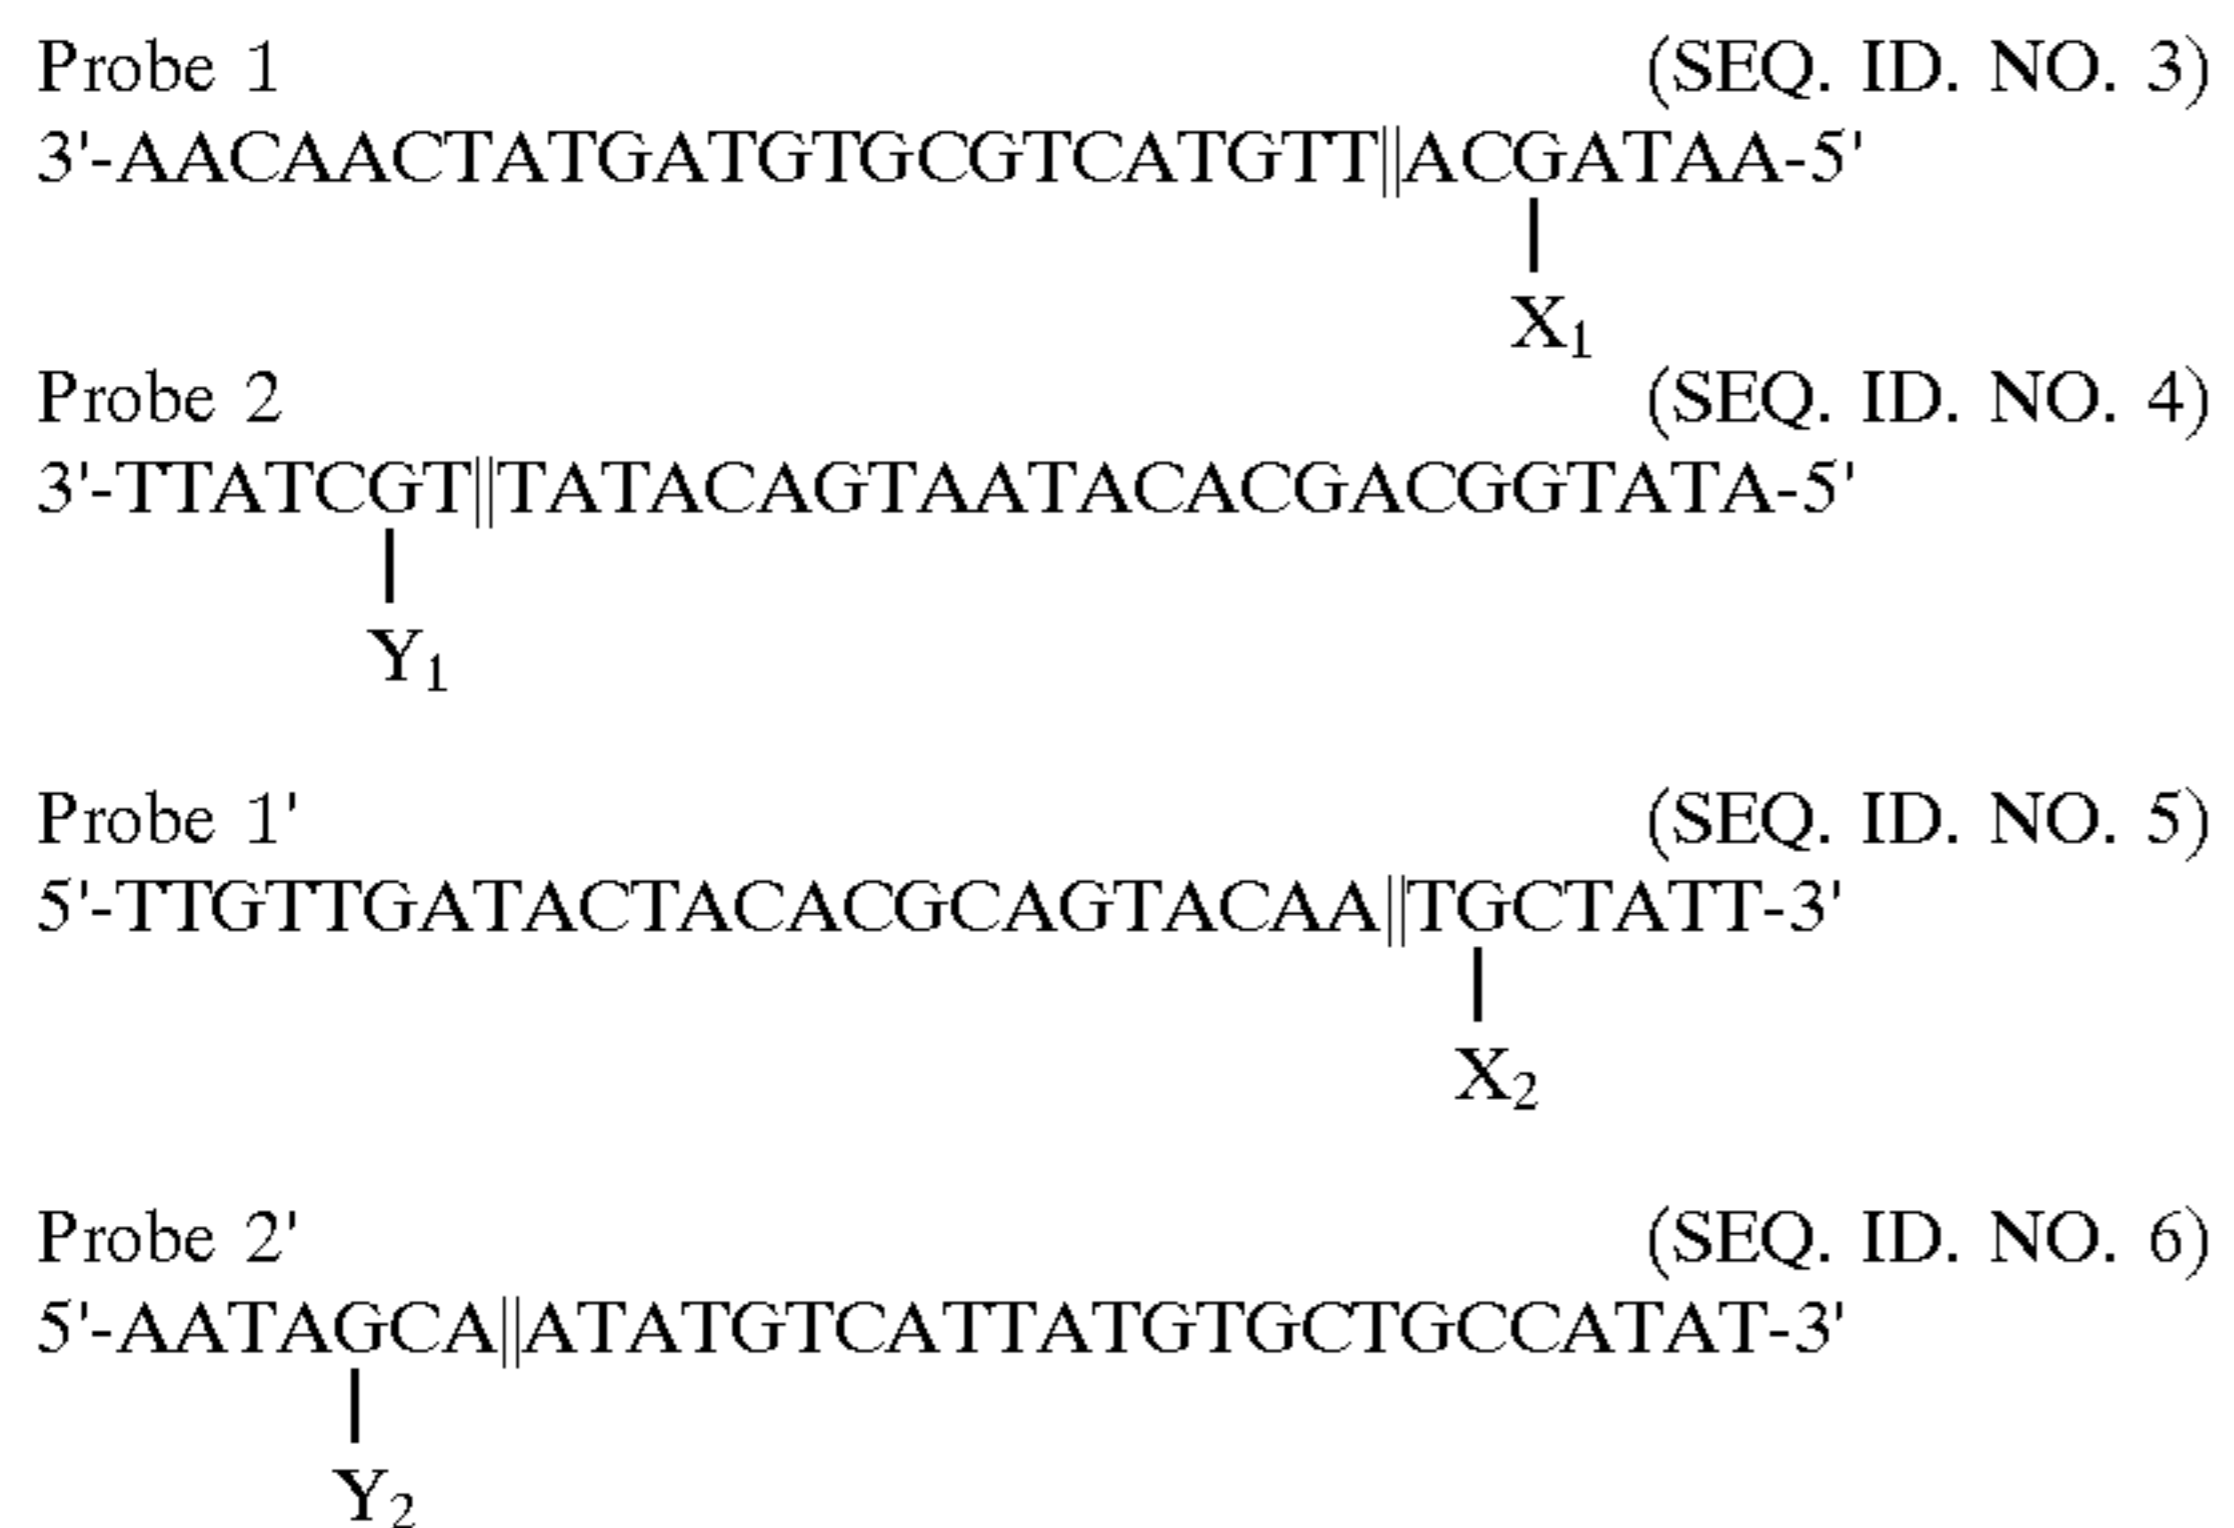 Probe 1 (SEQ. ID. NO. 3)
3'-AACAACTATGATGTGCGTCATGTT||ACGATAA-5'
|
X₁
Probe 2 (SEQ. ID. NO. 4)
3'-TTATCGT||TATACAGTAATACACGACGGTATA-5'
|
Y₁
Probe 1' (SEQ. ID. NO. 5)
5'-TTGTTGATACTACACGCAGTACAA||TGCTATT-3'
|
X₂
Probe 2' (SEQ. ID. NO. 6)
5'-AATAGCA||ATATGTCATTATGTGCTGCCATAT-3'
|
Y₂